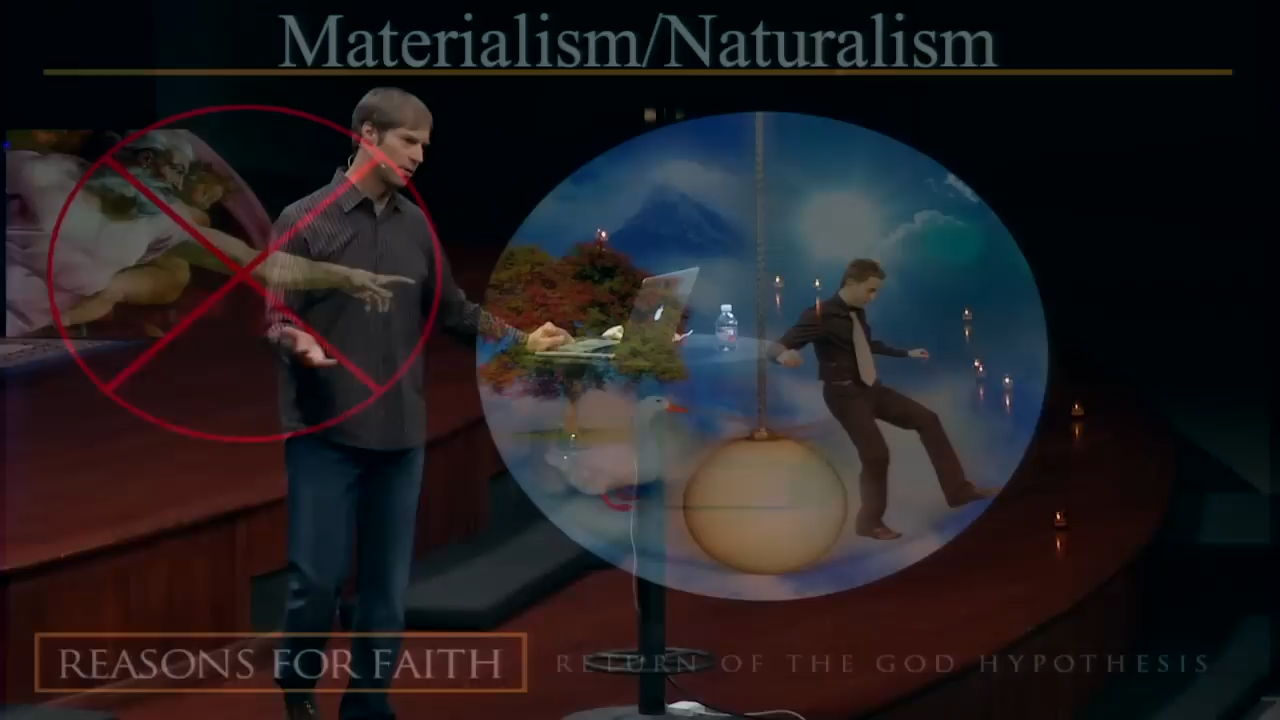 Materialism/Naturalism
REASONS FOR FAITH
RETURN OF THE GOD HYPOTHESIS